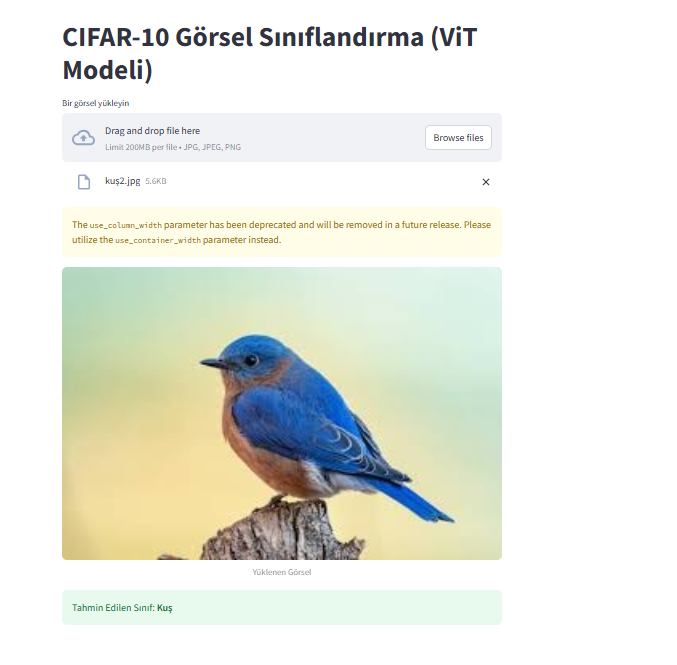 CIFAR-10 Görsel Sınıflandırma (ViT
Modeli)
Bir görsel yükleyin
Drag and drop file here
Limit 200MB per file • JPG, JPEG, PNG
Browse files
kuş2.jpg 5.6KB
The use_column_width parameter has been deprecated and will be removed in a future release. Please
utilize the use_container_width parameter instead.
Yüklenen Görsel
Tahmin Edilen Sınıf: Kuş